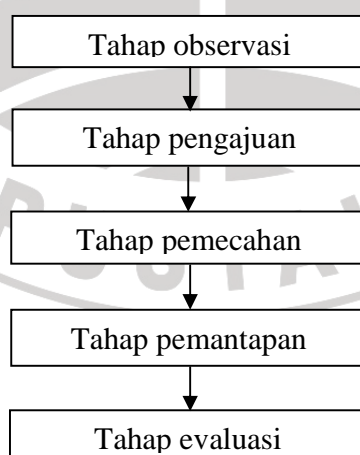 Tahap observasi
Tahap pengajuan
Tahap pemecahan
Tahap pemantapan
Tahap evaluasi